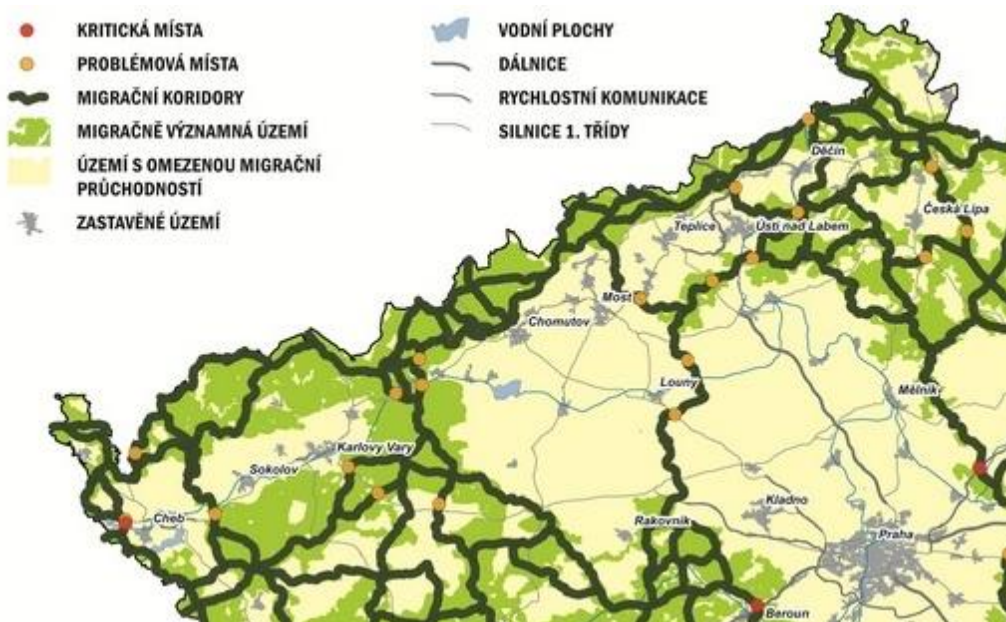 KRITICKÁ MÍSTA
PROBLÉMOVÁ MÍSTA
MIGRAČNÍ KORIDORY
MIGRAČNĚ VÝZNAMNÁ ÚZEMÍ
ÚZEMÍ S OMEZENOU MIGRAČNÍ
PRŮCHODNOSTÍ
ZASTAVĚNÉ ÚZEMÍ
VODNÍ PLOCHY
DÁLNICE
RYCHLOSTNÍ KOMUNIKACE
SILNICE 1. TŘÍDY
Děčín
Česká Lípa
Teplice
Ústí nad Labem
Most
Chomutov
Louny
Mělník
Karlovy Vary
Sokolov
Cheb
Kladno
Rakovník
Praha
Beroun